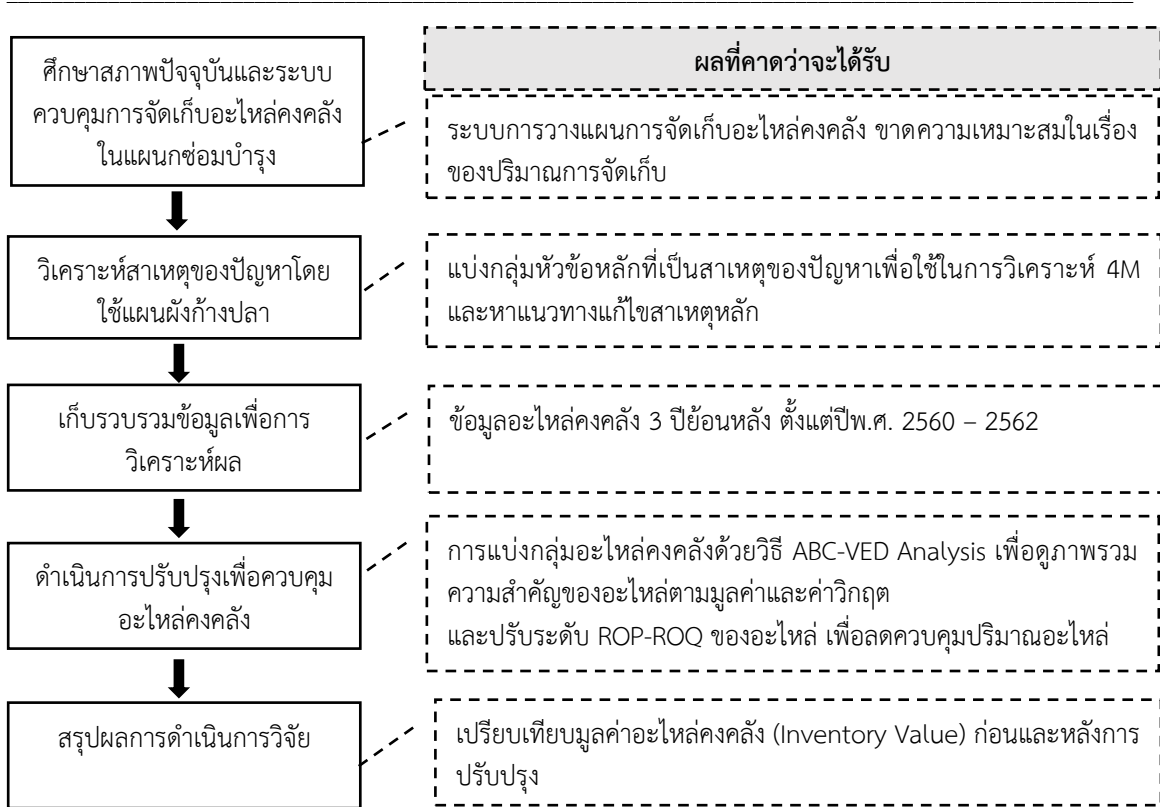 ผลที่คาดว่าจะได้รับ
ศึกษาสภาพปัจจุบันและระบบ
ควบคุมการจัดเก็บอะไหล่คงคลัง
ในแผนกซ่อมบำรุง
ระบบการวางแผนการจัดเก็บอะไหล่คงคลัง ขาดความเหมาะสมในเรื่อง
ของปริมาณการจัดเก็บ
วิเคราะห์สาเหตุของปัญหาโดย
ใช้แผนผังก้างปลา
แบ่งกลุ่มหัวข้อหลักที่เป็นสาเหตุของปัญหาเพื่อใช้ในการวิเคราะห์ 4M
และหาแนวทางแก้ไขสาเหตุหลัก
เก็บรวบรวมข้อมูลเพื่อการ
วิเคราะห์ผล
ข้อมูลอะไหล่คงคลัง 3 ปีย้อนหลัง ตั้งแต่ปีพ.ศ. 2560 – 2562
ดำเนินการปรับปรุงเพื่อควบคุม
อะไหล่คงคลัง
การแบ่งกลุ่มอะไหล่คงคลังด้วยวิธี ABC-VED Analysis เพื่อดูภาพรวม
ความสำคัญของอะไหล่ตามมูลค่าและค่าวิกฤต
และปรับระดับ ROP-ROQ ของอะไหล่ เพื่อลดควบคุมปริมาณอะไหล่
สรุปผลการดำเนินการวิจัย
เปรียบเทียบมูลค่าอะไหล่คงคลัง (Inventory Value) ก่อนและหลังการ
ปรับปรุง